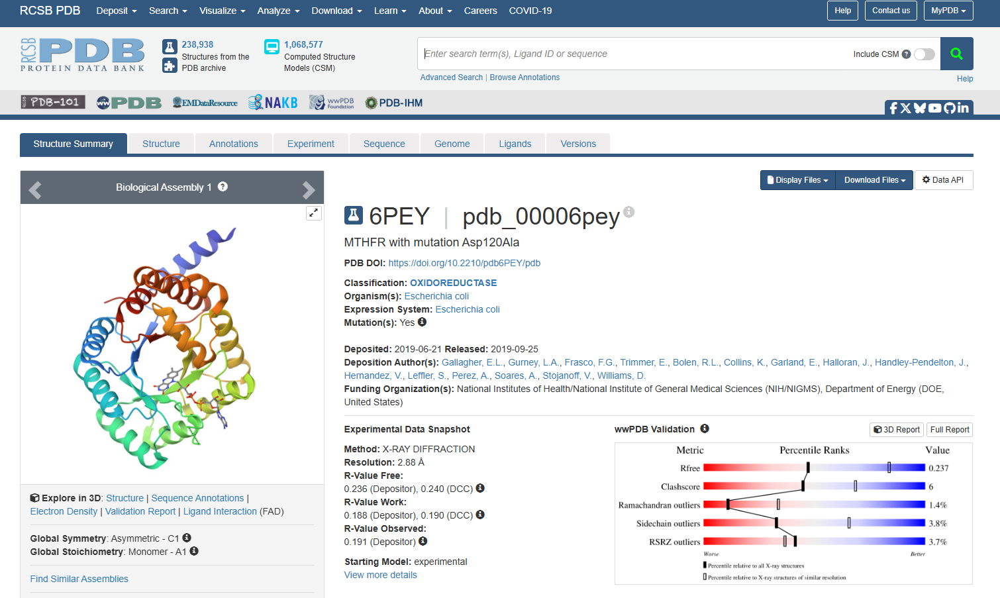 RCSB PDB Deposit Search Visualize Analyze Download Learn About Careers COVID-19 Help Contact us MyPDB
RCSB PDB
PROTEIN DATA BANK
238,938
Structures from the
PDB archive
1,068,577
Computed Structure
Models (CSM)
Enter search term(s), Ligand ID or sequence
Include CSM ?
Advanced Search | Browse Annotations
Help
RCSB PDB-101 wwPDB EMDataResource NAKB wwPDB Foundation PDB-IHM
Structure Summary Structure Annotations Experiment Sequence Genome Ligands Versions
Biological Assembly 1 ?
Display Files Download Files Data API
6PEY | pdb_00006pey
MTHFR with mutation Asp120Ala
PDB DOI: https://doi.org/10.2210/pdb6PEY/pdb
Classification: OXIDOREDUCTASE
Organism(s): Escherichia coli
Expression System: Escherichia coli
Mutation(s): Yes
Deposited: 2019-06-21 Released: 2019-09-25
Deposition Author(s): Gallagher, E.L., Gurney, L.A., Frasco, F.G., Trimmer, E., Bolen, R.L., Collins, K., Garland, E., Halloran, J., Handley-Pendelton, J.,
Hernandez, V., Leffler, S., Perez, A., Soares, A., Stojanoff, V., Williams, D.
Funding Organization(s): National Institutes of Health/National Institute of General Medical Sciences (NIH/NIGMS), Department of Energy (DOE,
United States)
Explore in 3D: Structure | Sequence Annotations |
Electron Density | Validation Report | Ligand Interaction (FAD)
Global Symmetry: Asymmetric - C1
Global Stoichiometry: Monomer - A1
Find Similar Assemblies
Experimental Data Snapshot
Method: X-RAY DIFFRACTION
Resolution: 2.88 Å
R-Value Free:
0.236 (Depositor), 0.240 (DCC)
R-Value Work:
0.188 (Depositor), 0.190 (DCC)
R-Value Observed:
0.191 (Depositor)
Starting Model: experimental
View more details
wwPDB Validation
3D Report Full Report
Metric Percentile Ranks Value
Rfree 0.237
Clashscore 6
Ramachandran outliers 1.4%
Sidechain outliers 3.8%
RSRZ outliers 3.7%
Worse Better
Percentile relative to all X-ray structures
Percentile relative to X-ray structures of similar resolution